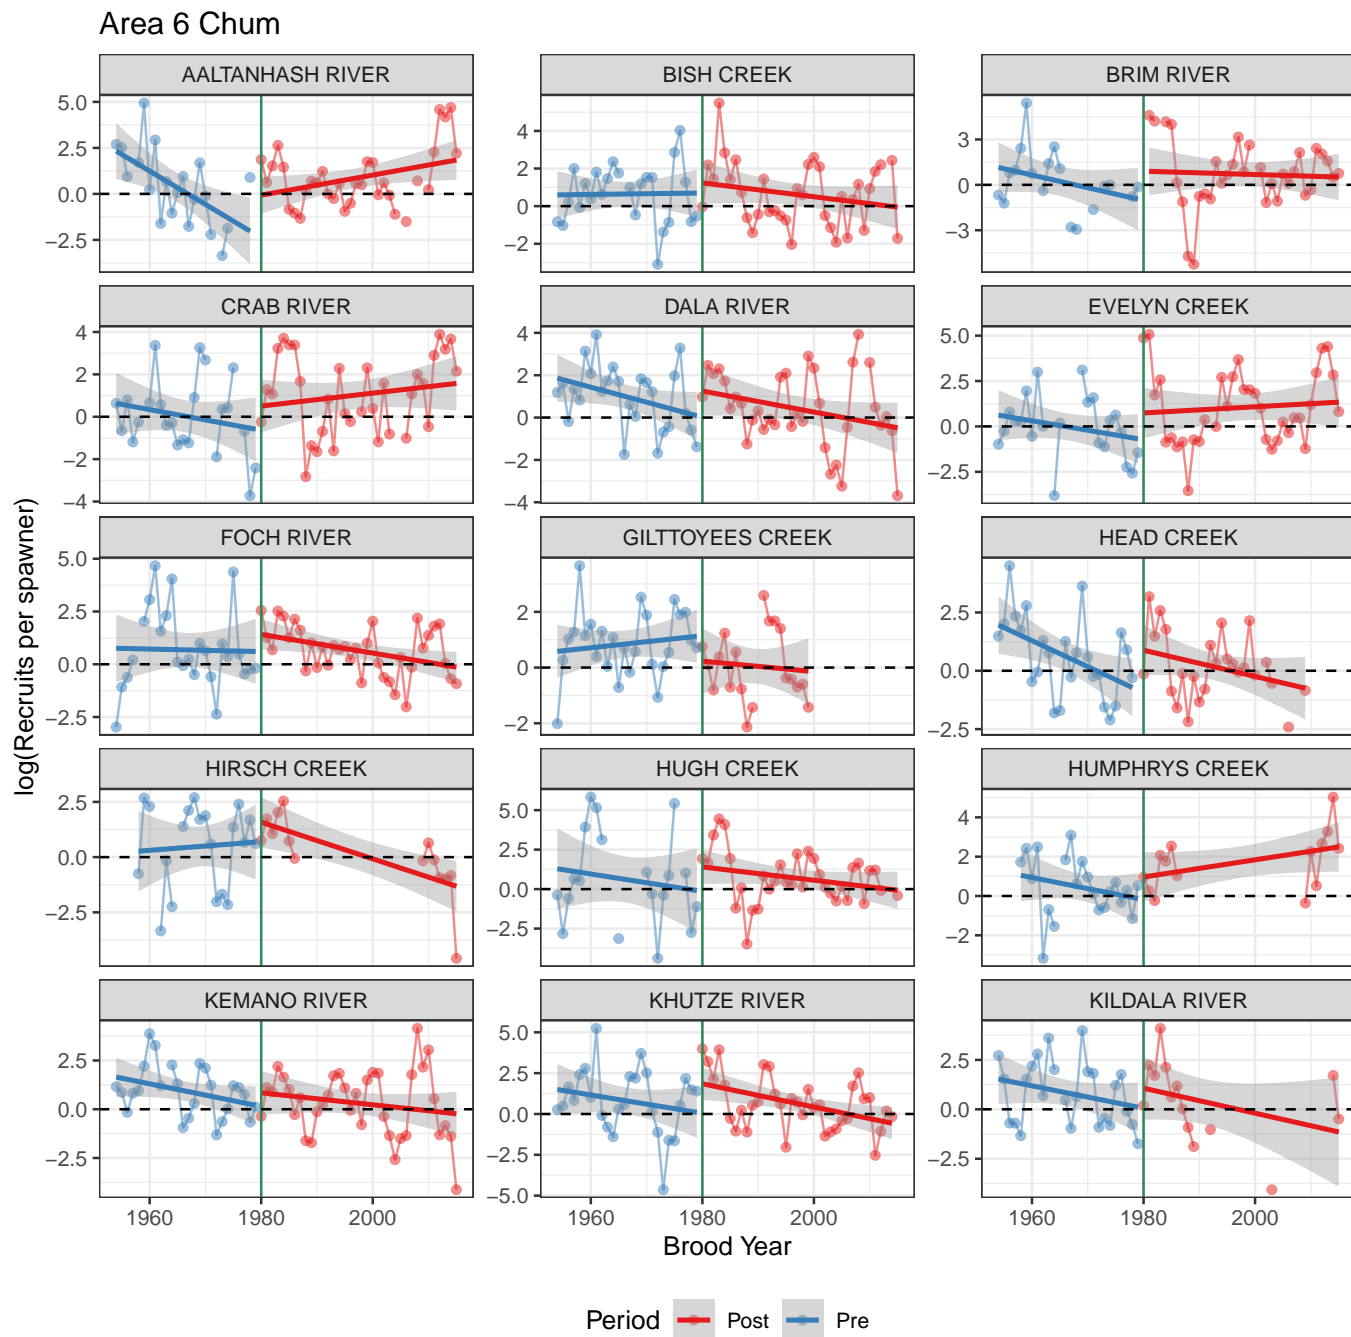 Area 6 Chum
AALTANHASH RIVER
BISH CREEK
BRIM RIVER
5.0
2.5
0.0
−2.5
4
2
0
−2
3
0
−3
CRAB RIVER
DALA RIVER
EVELYN CREEK
4
2
0
−2
−4
4
2
0
−2
−4
5.0
2.5
0.0
−2.5
FOCH RIVER
GILTTOYEES CREEK
HEAD CREEK
5.0
2.5
0.0
−2.5
2
0
−2
5.0
2.5
0.0
−2.5
log(Recruits per spawner)
HIRSCH CREEK
HUGH CREEK
HUMPHRYS CREEK
2.5
0.0
−2.5
5.0
2.5
0.0
−2.5
4
2
0
−2
KEMANO RIVER
KHUTZE RIVER
KILDALA RIVER
2.5
0.0
−2.5
5.0
2.5
0.0
−2.5
−5.0
2.5
0.0
−2.5
1960 1980 2000
1960 1980 2000
1960 1980 2000
Brood Year
Period Post Pre